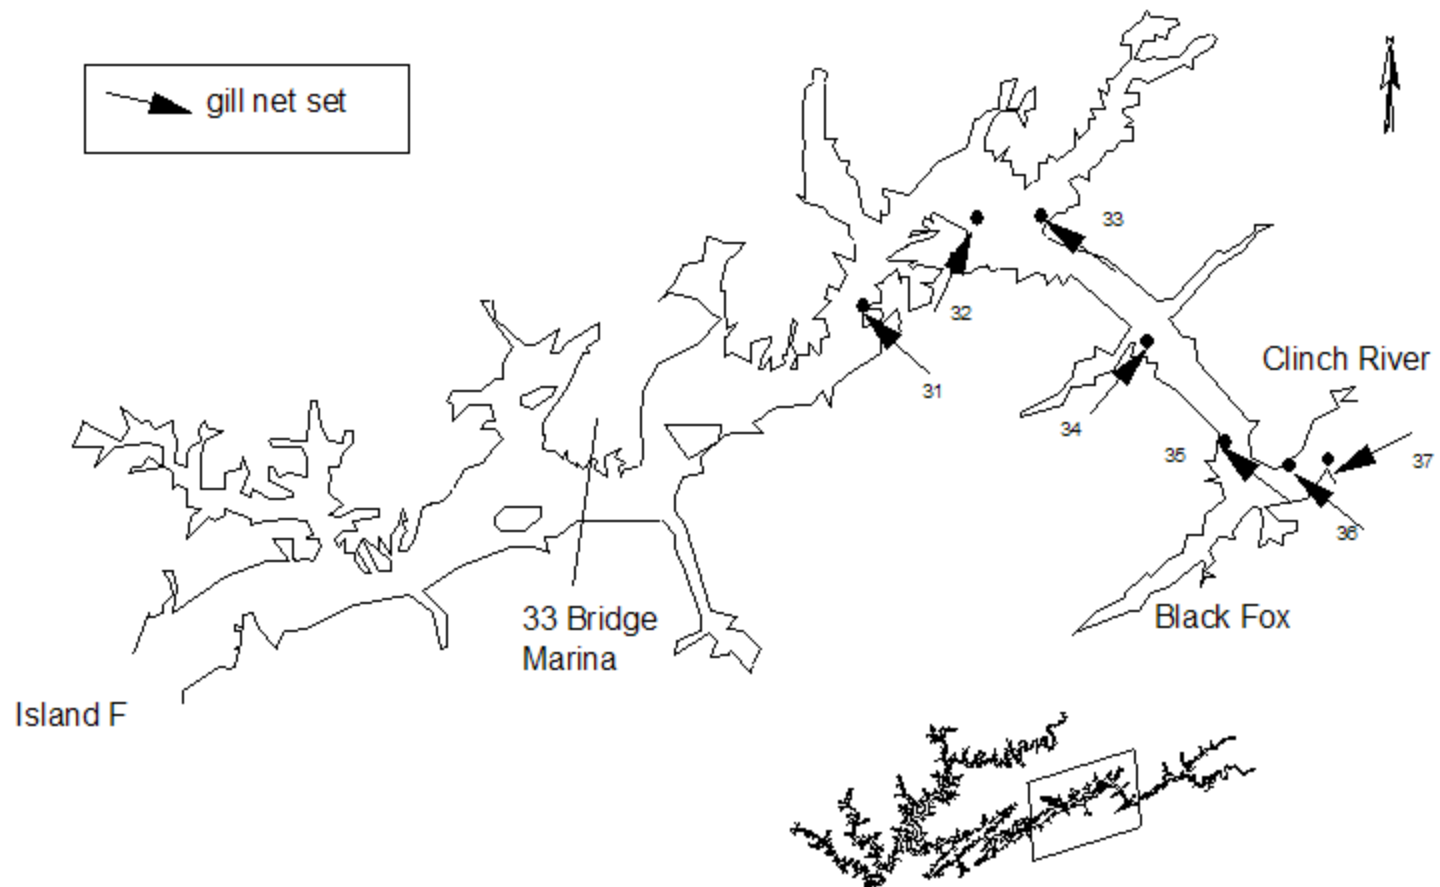 gill net set
N
33
32
Clinch River
31
34
35
37
36
33 Bridge
Marina
Black Fox
Island F